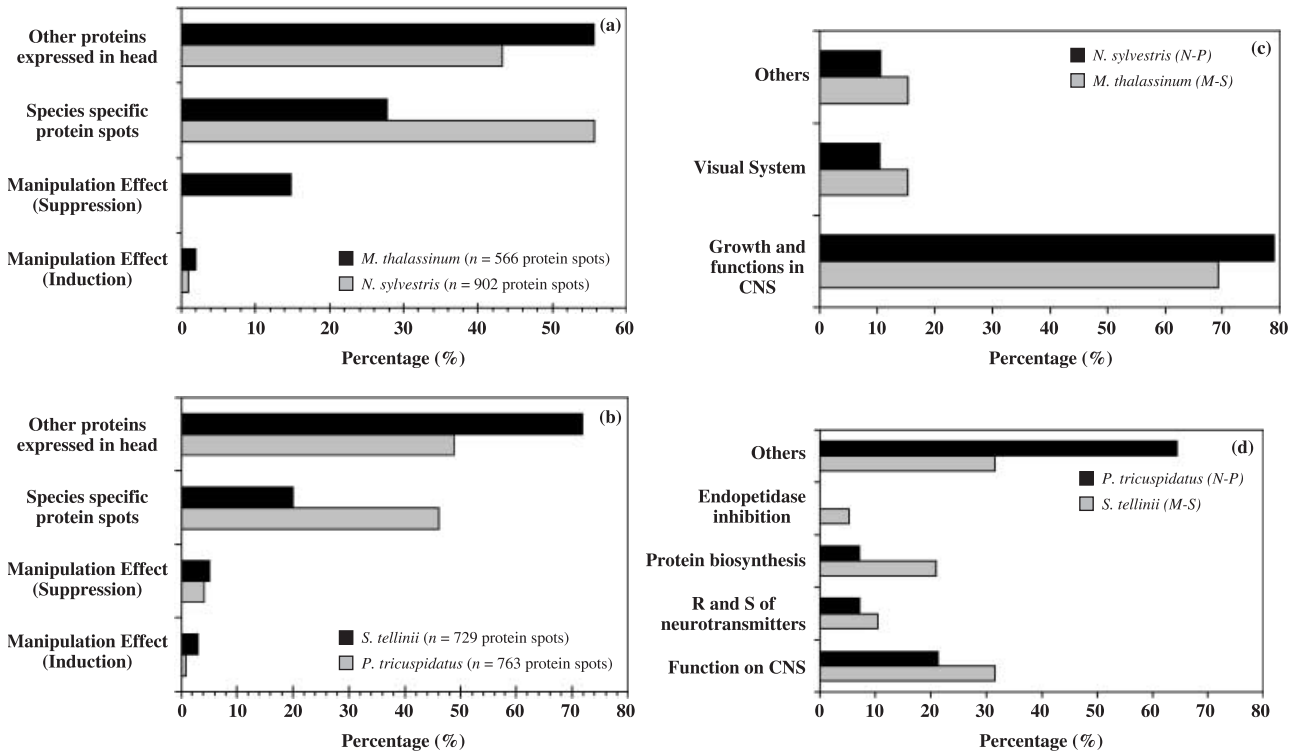 (a)
Other proteins
expressed in head
Species specific
protein spots
Manipulation Effect
(Suppression)
Manipulation Effect
(Induction)
M. thalassinum (n = 566 protein spots)
N. sylvestris (n = 902 protein spots)
0 10 20 30 40 50 60
Percentage (%)
(c)
N. sylvestris (N-P)
M. thalassinum (M-S)
Others
Visual System
Growth and
functions in
CNS
0 10 20 30 40 50 60 70 80
Percentage (%)
(b)
Other proteins
expressed in head
Species specific
protein spots
Manipulation Effect
(Suppression)
Manipulation Effect
(Induction)
S. tellinii (n = 729 protein spots)
P. tricuspidatus (n = 763 protein spots)
0 10 20 30 40 50 60 70 80
Percentage (%)
(d)
Others
P. tricuspidatus (N-P)
S. tellinii (M-S)
Endopetidase
inhibition
Protein biosynthesis
R and S of
neurotransmitters
Function on CNS
0 10 20 30 40 50 60 70 80
Percentage (%)